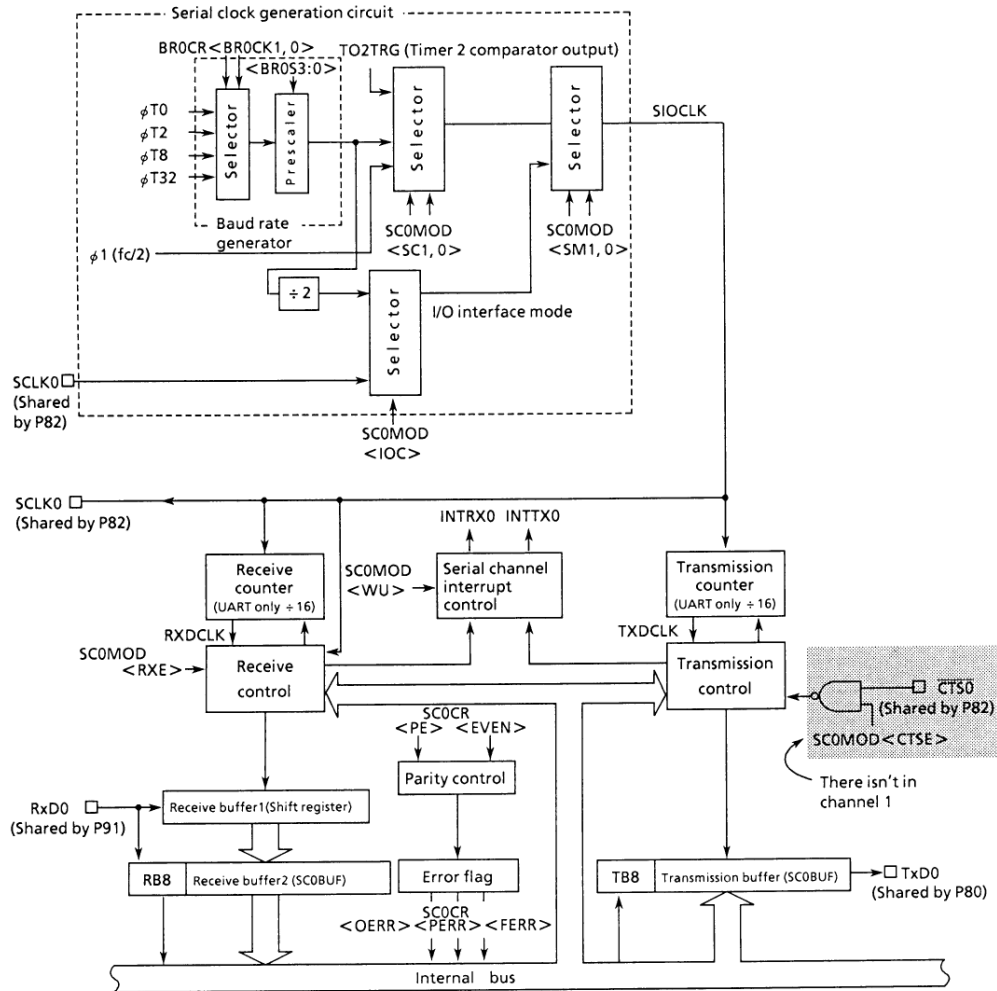 Serial clock generation circuit
BR0CR<BR0CK1, 0>
<BR0S3:0>
TO2TRG (Timer 2 comparator output)
φT0
φT2
φT8
φT32
Selector
Prescaler
Selector
Selector
SIOCLK
Baud rate
generator
SC0MOD
<SC1, 0>
SC0MOD
<SM1, 0>
φ1 (fc/2)
÷ 2
Selector
I/O interface mode
SCLK0
(Shared
by P82)
SC0MOD
<IOC>
SCLK0
(Shared by P82)
INTRX0
INTTX0
Receive
counter
(UART only ÷ 16)
SC0MOD
<WU>
Serial channel
interrupt
control
Transmission
counter
(UART only ÷ 16)
RXDCLK
TXDCLK
SC0MOD
<RXE>
Receive
control
Transmission
control
CTS0
(Shared by P82)
SC0MOD<CTSE>
SC0CR
<PE>
<EVEN>
Parity control
There isn't in
channel 1
RxD0
(Shared by P91)
Receive buffer1(Shift register)
RB8
Receive buffer2 (SC0BUF)
Error flag
TB8
Transmission buffer (SC0BUF)
TxD0
(Shared by P80)
SC0CR
<OERR>
<PERR>
<FERR>
Internal bus